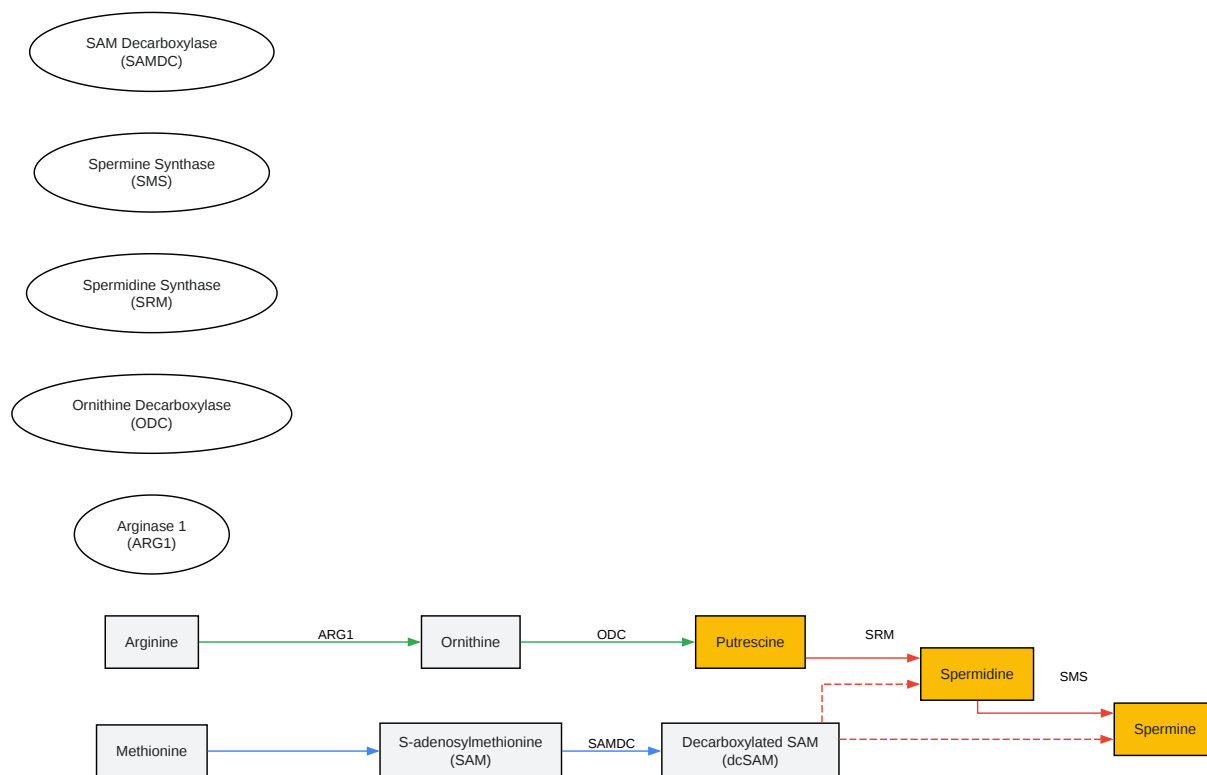 SAM Decarboxylase
(SAMDC)
Spermine Synthase
(SMS)
Spermidine Synthase
(SRM)
Ornithine Decarboxylase
(ODC)
Arginase 1
(ARG1)
Arginine
ARG1
Ornithine
ODC
Putrescine
SRM
Spermidine
SMS
Spermine
Methionine
S-adenosylmethionine
(SAM)
SAMDC
Decarboxylated SAM
(dcSAM)